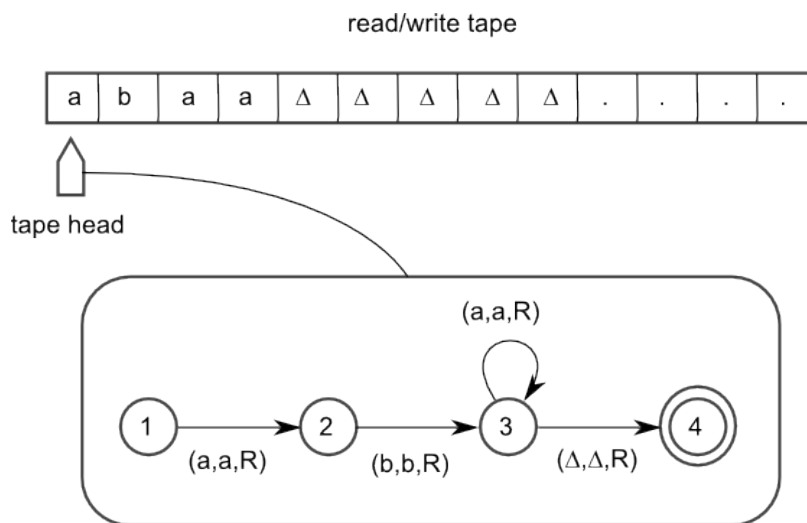 read/write tape
a b a a Δ Δ Δ Δ Δ . . . .
tape head
(a,a,R)
1 2 3 4
(a,a,R) (b,b,R) (Δ,Δ,R)